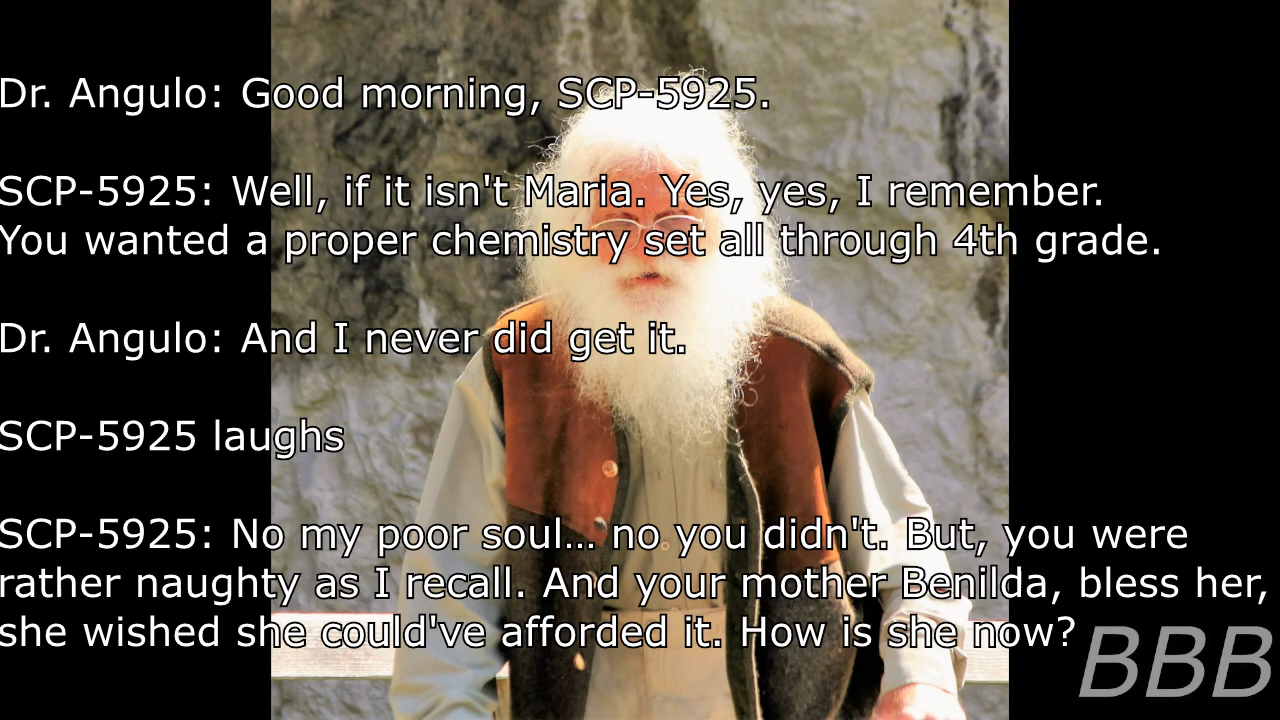 Dr. Angulo: Good morning, SCP-5925.
SCP-5925: Well, if it isn't Maria. Yes, yes, I remember.
You wanted a proper chemistry set all through 4th grade.
Dr. Angulo: And I never did get it.
SCP-5925 laughs
SCP-5925: No my poor soul... no you didn't. But, you were
rather naughty as I recall. And your mother Benilda, bless her,
she wished she could've afforded it. How is she now?
BBB